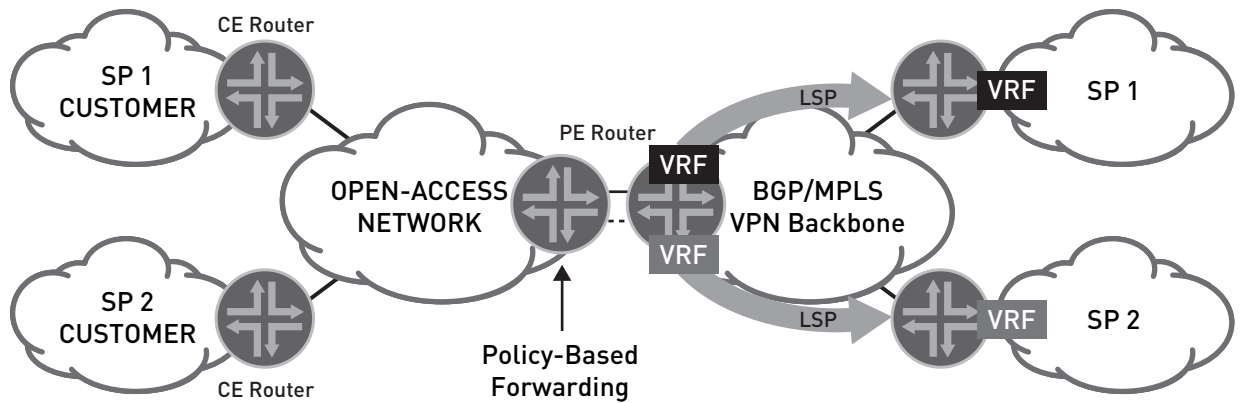 CE Router
SP 1
CUSTOMER
LSP
VRF
SP 1
PE Router
VRF
OPEN-ACCESS
NETWORK
BGP/MPLS
VPN Backbone
VRF
SP 2
CUSTOMER
CE Router
Policy-Based
Forwarding
LSP
VRF
SP 2